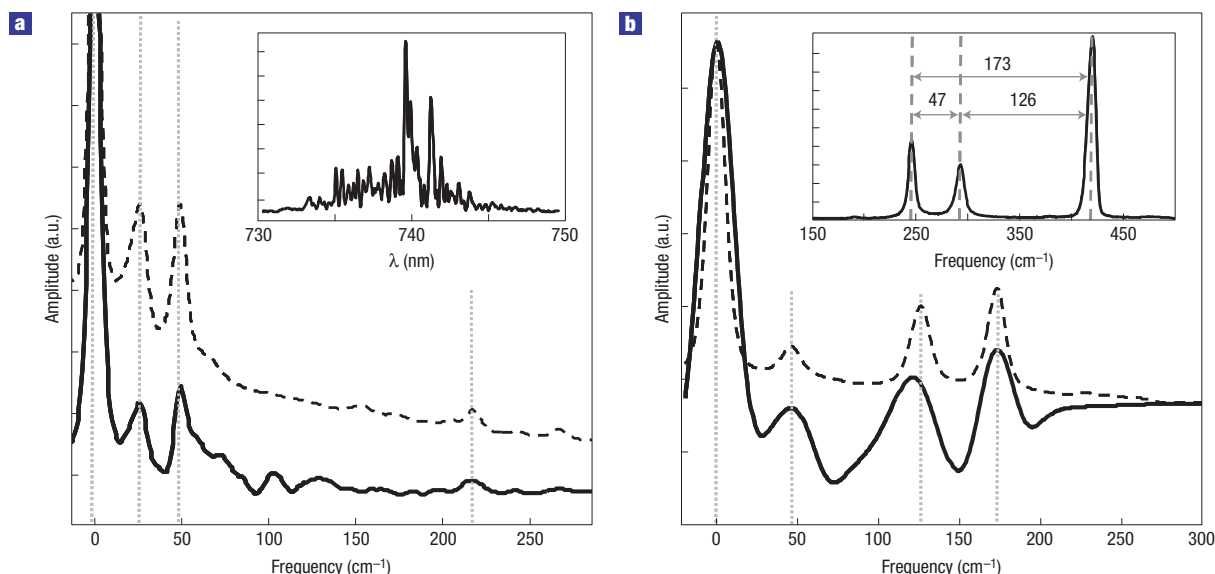 a
Amplitude (a.u.)
730 740 750
λ (nm)
0 50 100 150 200 250
Frequency (cm–1)
b
Amplitude (a.u.)
173
47 126
150 250 350 450
Frequency (cm–1)
0 50 100 150 200 250 300
Frequency (cm–1)